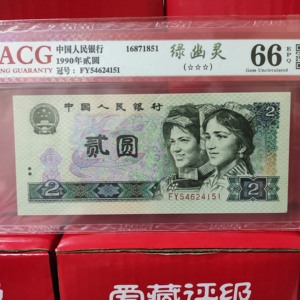 ACG
NG GUARANTY
中国人民银行
1990年贰圆
冠号：FY54624151
16871851
绿幽灵
(☆☆☆)
66
EPQ
Gem Uncirculated
中国人民银行
贰圆
FY54624151
2
2
爱藏评级